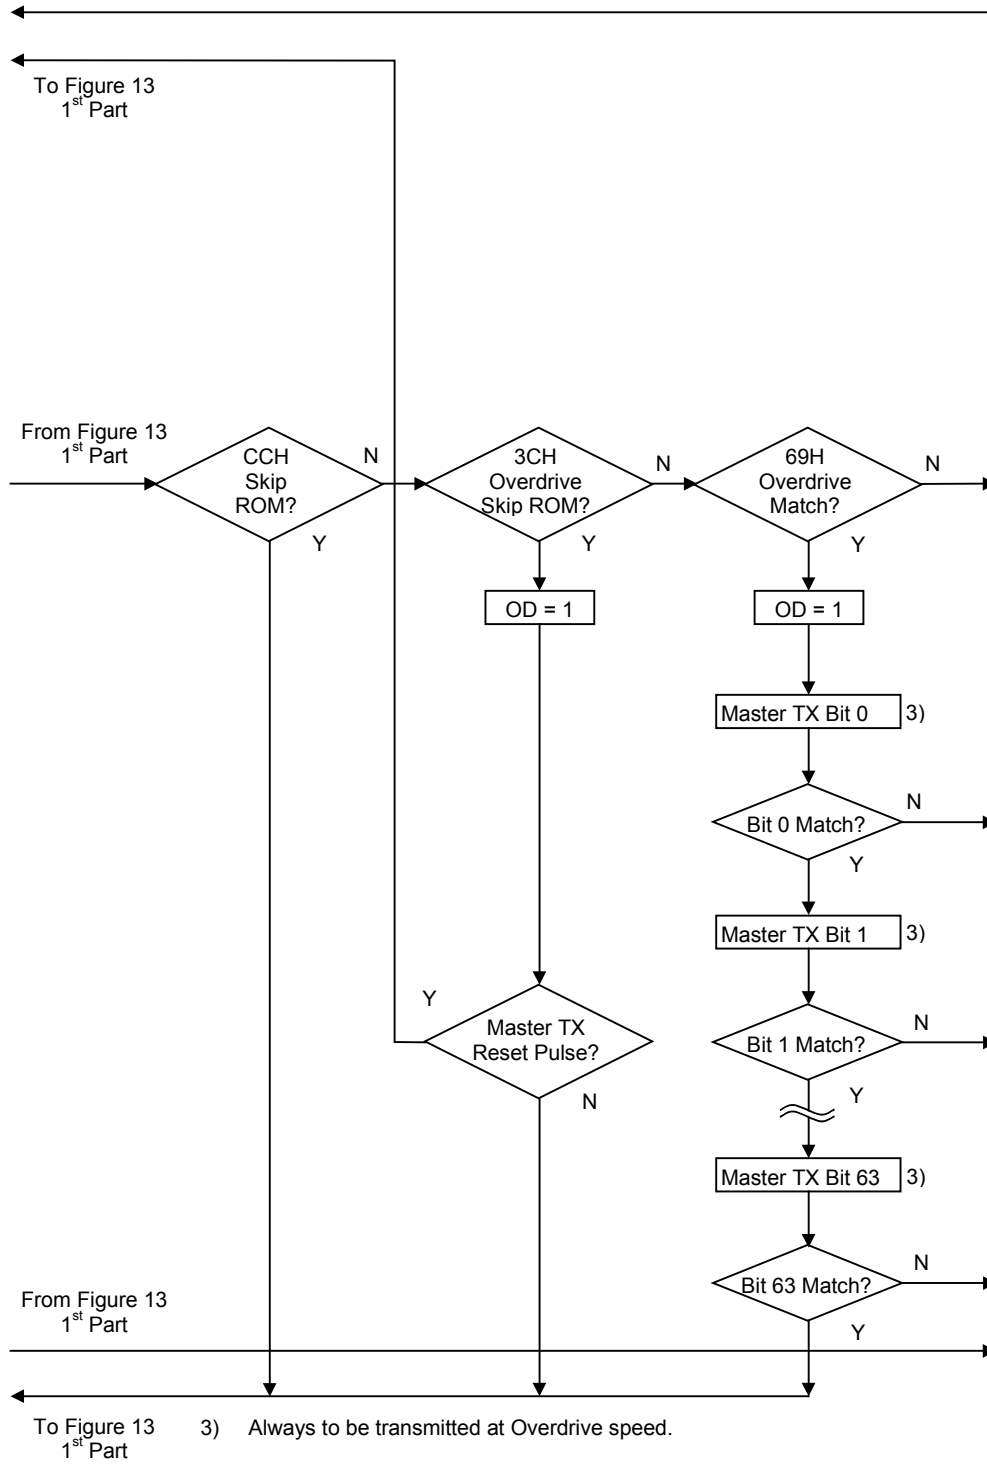 To Figure 13
1st Part
From Figure 13
1st Part
CCH
Skip
ROM?
N
Y
3CH
Overdrive
Skip ROM?
N
Y
69H
Overdrive
Match?
N
Y
OD = 1
OD = 1
Master TX Bit 0 3)
Bit 0 Match?
N
Y
Master TX Bit 1 3)
Y
Master TX
Reset Pulse?
N
Bit 1 Match?
N
Y
Master TX Bit 63 3)
Bit 63 Match?
N
Y
From Figure 13
1st Part
To Figure 13
1st Part
3) Always to be transmitted at Overdrive speed.